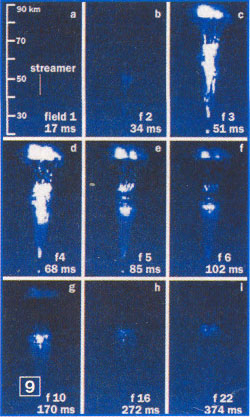 90 km
a
70
streamer
50
30
field 1
17 ms
b
f 2
34 ms
c
f 3
51 ms
d
f4
68 ms
e
f 5
85 ms
f
f 6
102 ms
g
9
f 10
170 ms
h
f 16
272 ms
i
f 22
374 ms